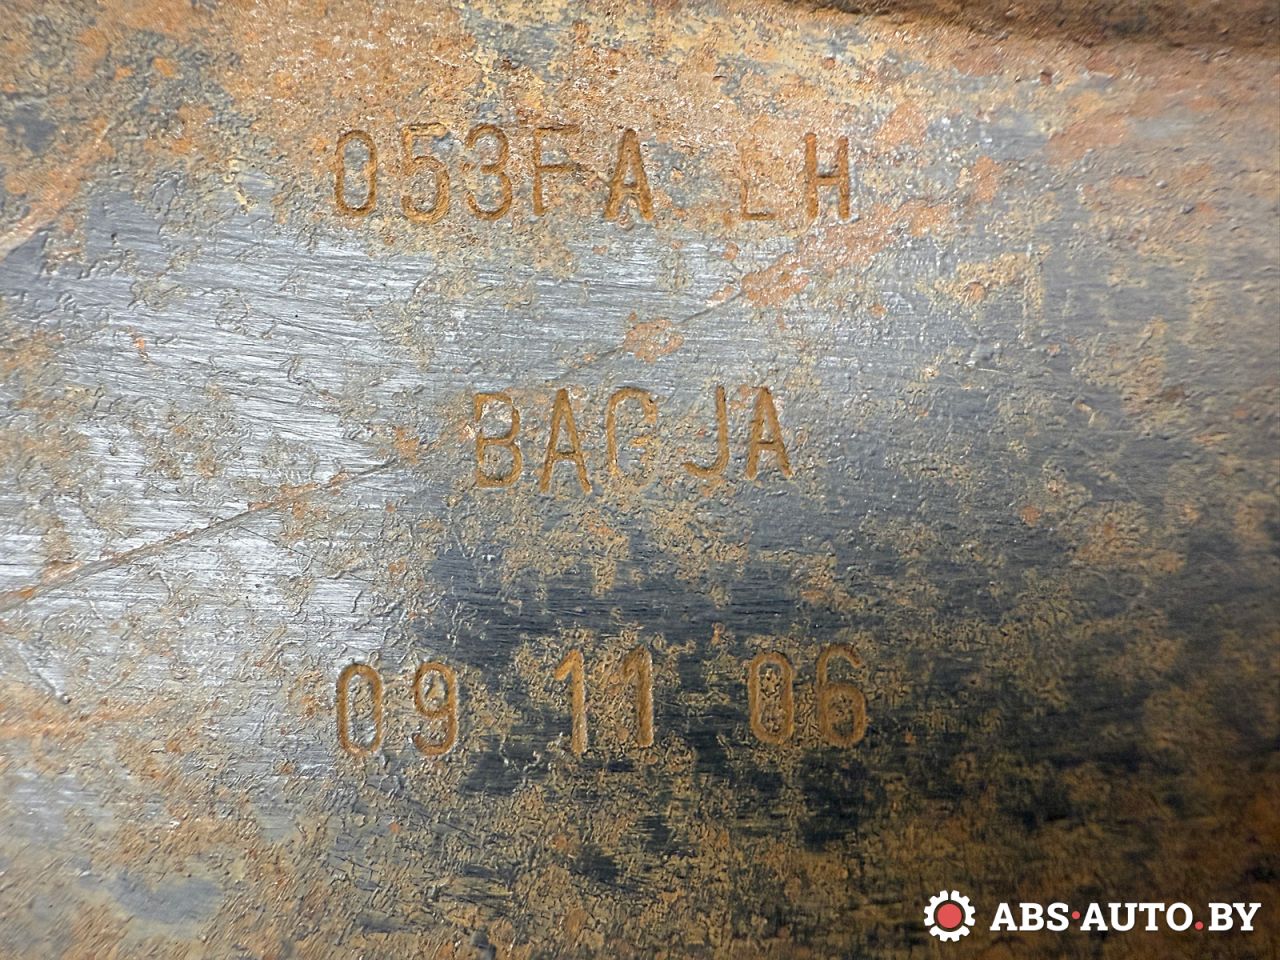 053FA LH
BAGJA
09 11 06
ABS·AUTO.BY